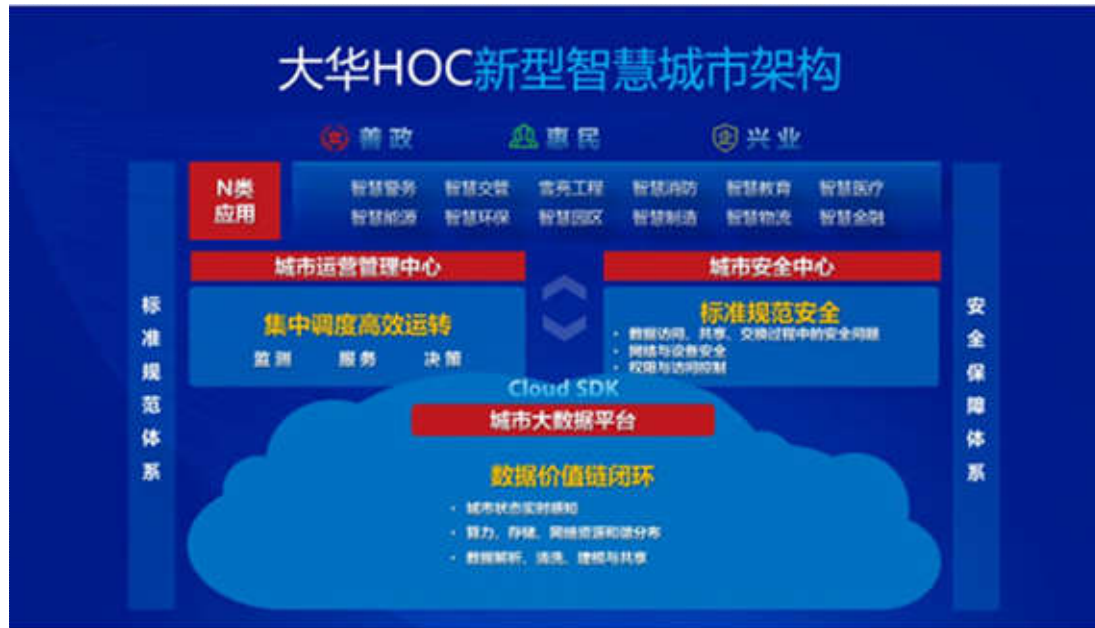 大华HOC新型智慧城市架构
善政 惠民 兴业
N类
应用
智慧警务 智慧交管 雪亮工程 智慧消防 智慧教育 智慧医疗
智慧能源 智慧环保 智慧园区 智慧制造 智慧物流 智慧金融
城市运营管理中心
集中调度高效运转
监测 服务 决策
城市安全中心
标准规范安全
· 数据访问、共享、交换过程中的安全问题
· 网络与设备安全
· 权限与访问控制
Cloud SDK
城市大数据平台
数据价值链闭环
· 城市状态实时感知
· 算力、存储、网络资源和谐分布
· 数据解析、清洗、建模与共享
标准规范体系
安全保障体系